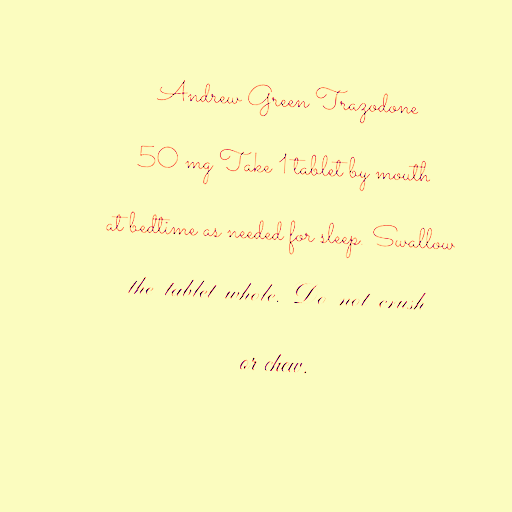 Andrew Green Trazodone
50 mg Take 1 tablet by mouth
at bedtime as needed for sleep. Swallow
the tablet whole. Do not crush
or chew.